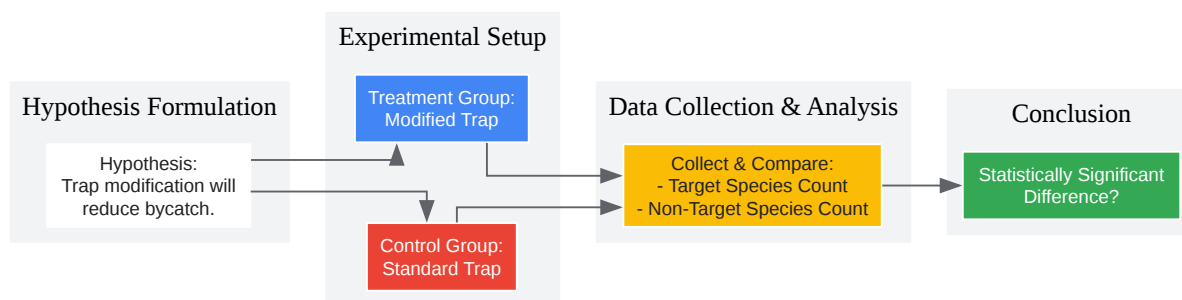 Hypothesis Formulation
Hypothesis:
Trap modification will
reduce bycatch.
Experimental Setup
Treatment Group:
Modified Trap
Control Group:
Standard Trap
Data Collection & Analysis
Collect & Compare:
- Target Species Count
- Non-Target Species Count
Conclusion
Statistically Significant
Difference?